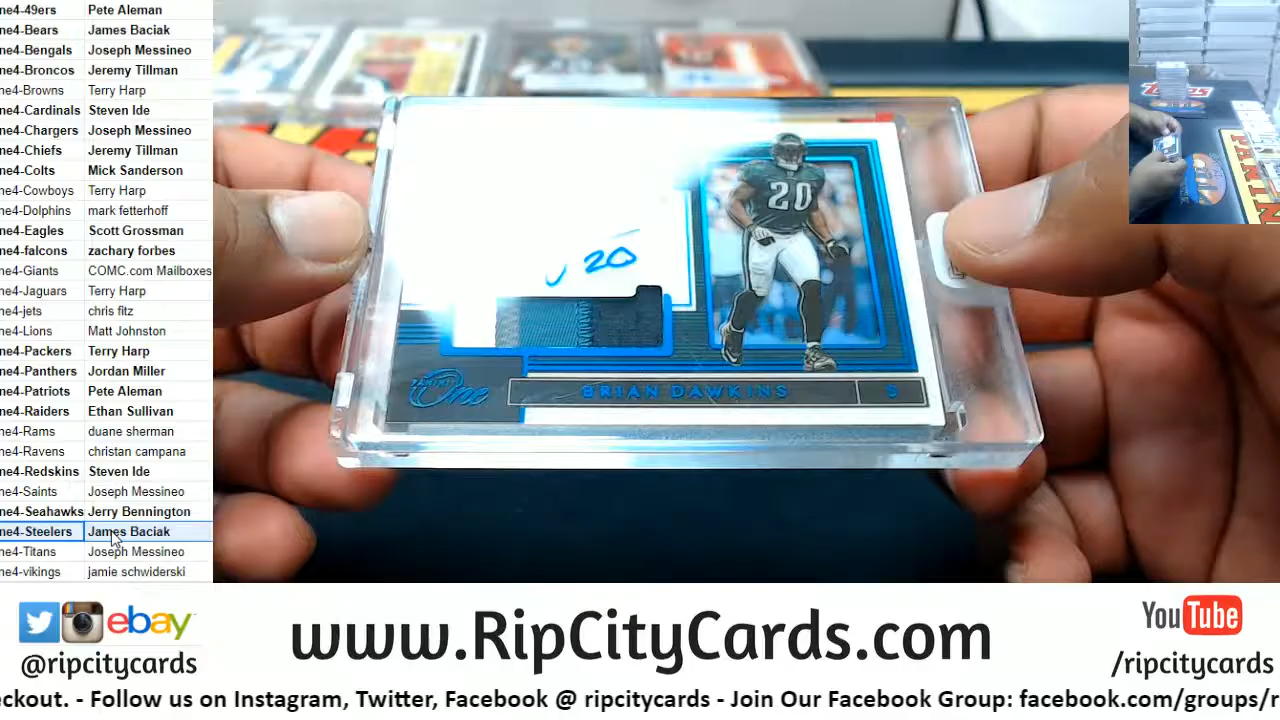 ne4-49ers Pete Aleman
ne4-Bears James Baciak
ne4-Bengals Joseph Messineo
ne4-Broncos Jeremy Tillman
ne4-Browns Terry Harp
ne4-Cardinals Steven Ide
ne4-Chargers Joseph Messineo
ne4-Chiefs Jeremy Tillman
ne4-Colts Mick Sanderson
ne4-Cowboys Terry Harp
ne4-Dolphins mark fetterhoff
ne4-Eagles Scott Grossman
ne4-falcons zachary forbes
ne4-Giants COMC.com Mailboxes
ne4-Jaguars Terry Harp
ne4-jets chris fitz
ne4-Lions Matt Johnston
ne4-Packers Terry Harp
ne4-Panthers Jordan Miller
ne4-Patriots Pete Aleman
ne4-Raiders Ethan Sullivan
ne4-Rams duane sherman
ne4-Ravens christan campana
ne4-Redskins Steven Ide
ne4-Saints Joseph Messineo
ne4-Seahawks Jerry Bennington
ne4-Steelers James Baciak
ne4-Titans Joseph Messineo
ne4-vikings jamie schwiderski
20
20
PANINI One
BRIAN DAWKINS S
PANINI
ebay
@ripcitycards
www.RipCityCards.com
YouTube
/ripcitycards
eckout. - Follow us on Instagram, Twitter, Facebook @ ripcitycards - Join Our Facebook Group: facebook.com/groups/r